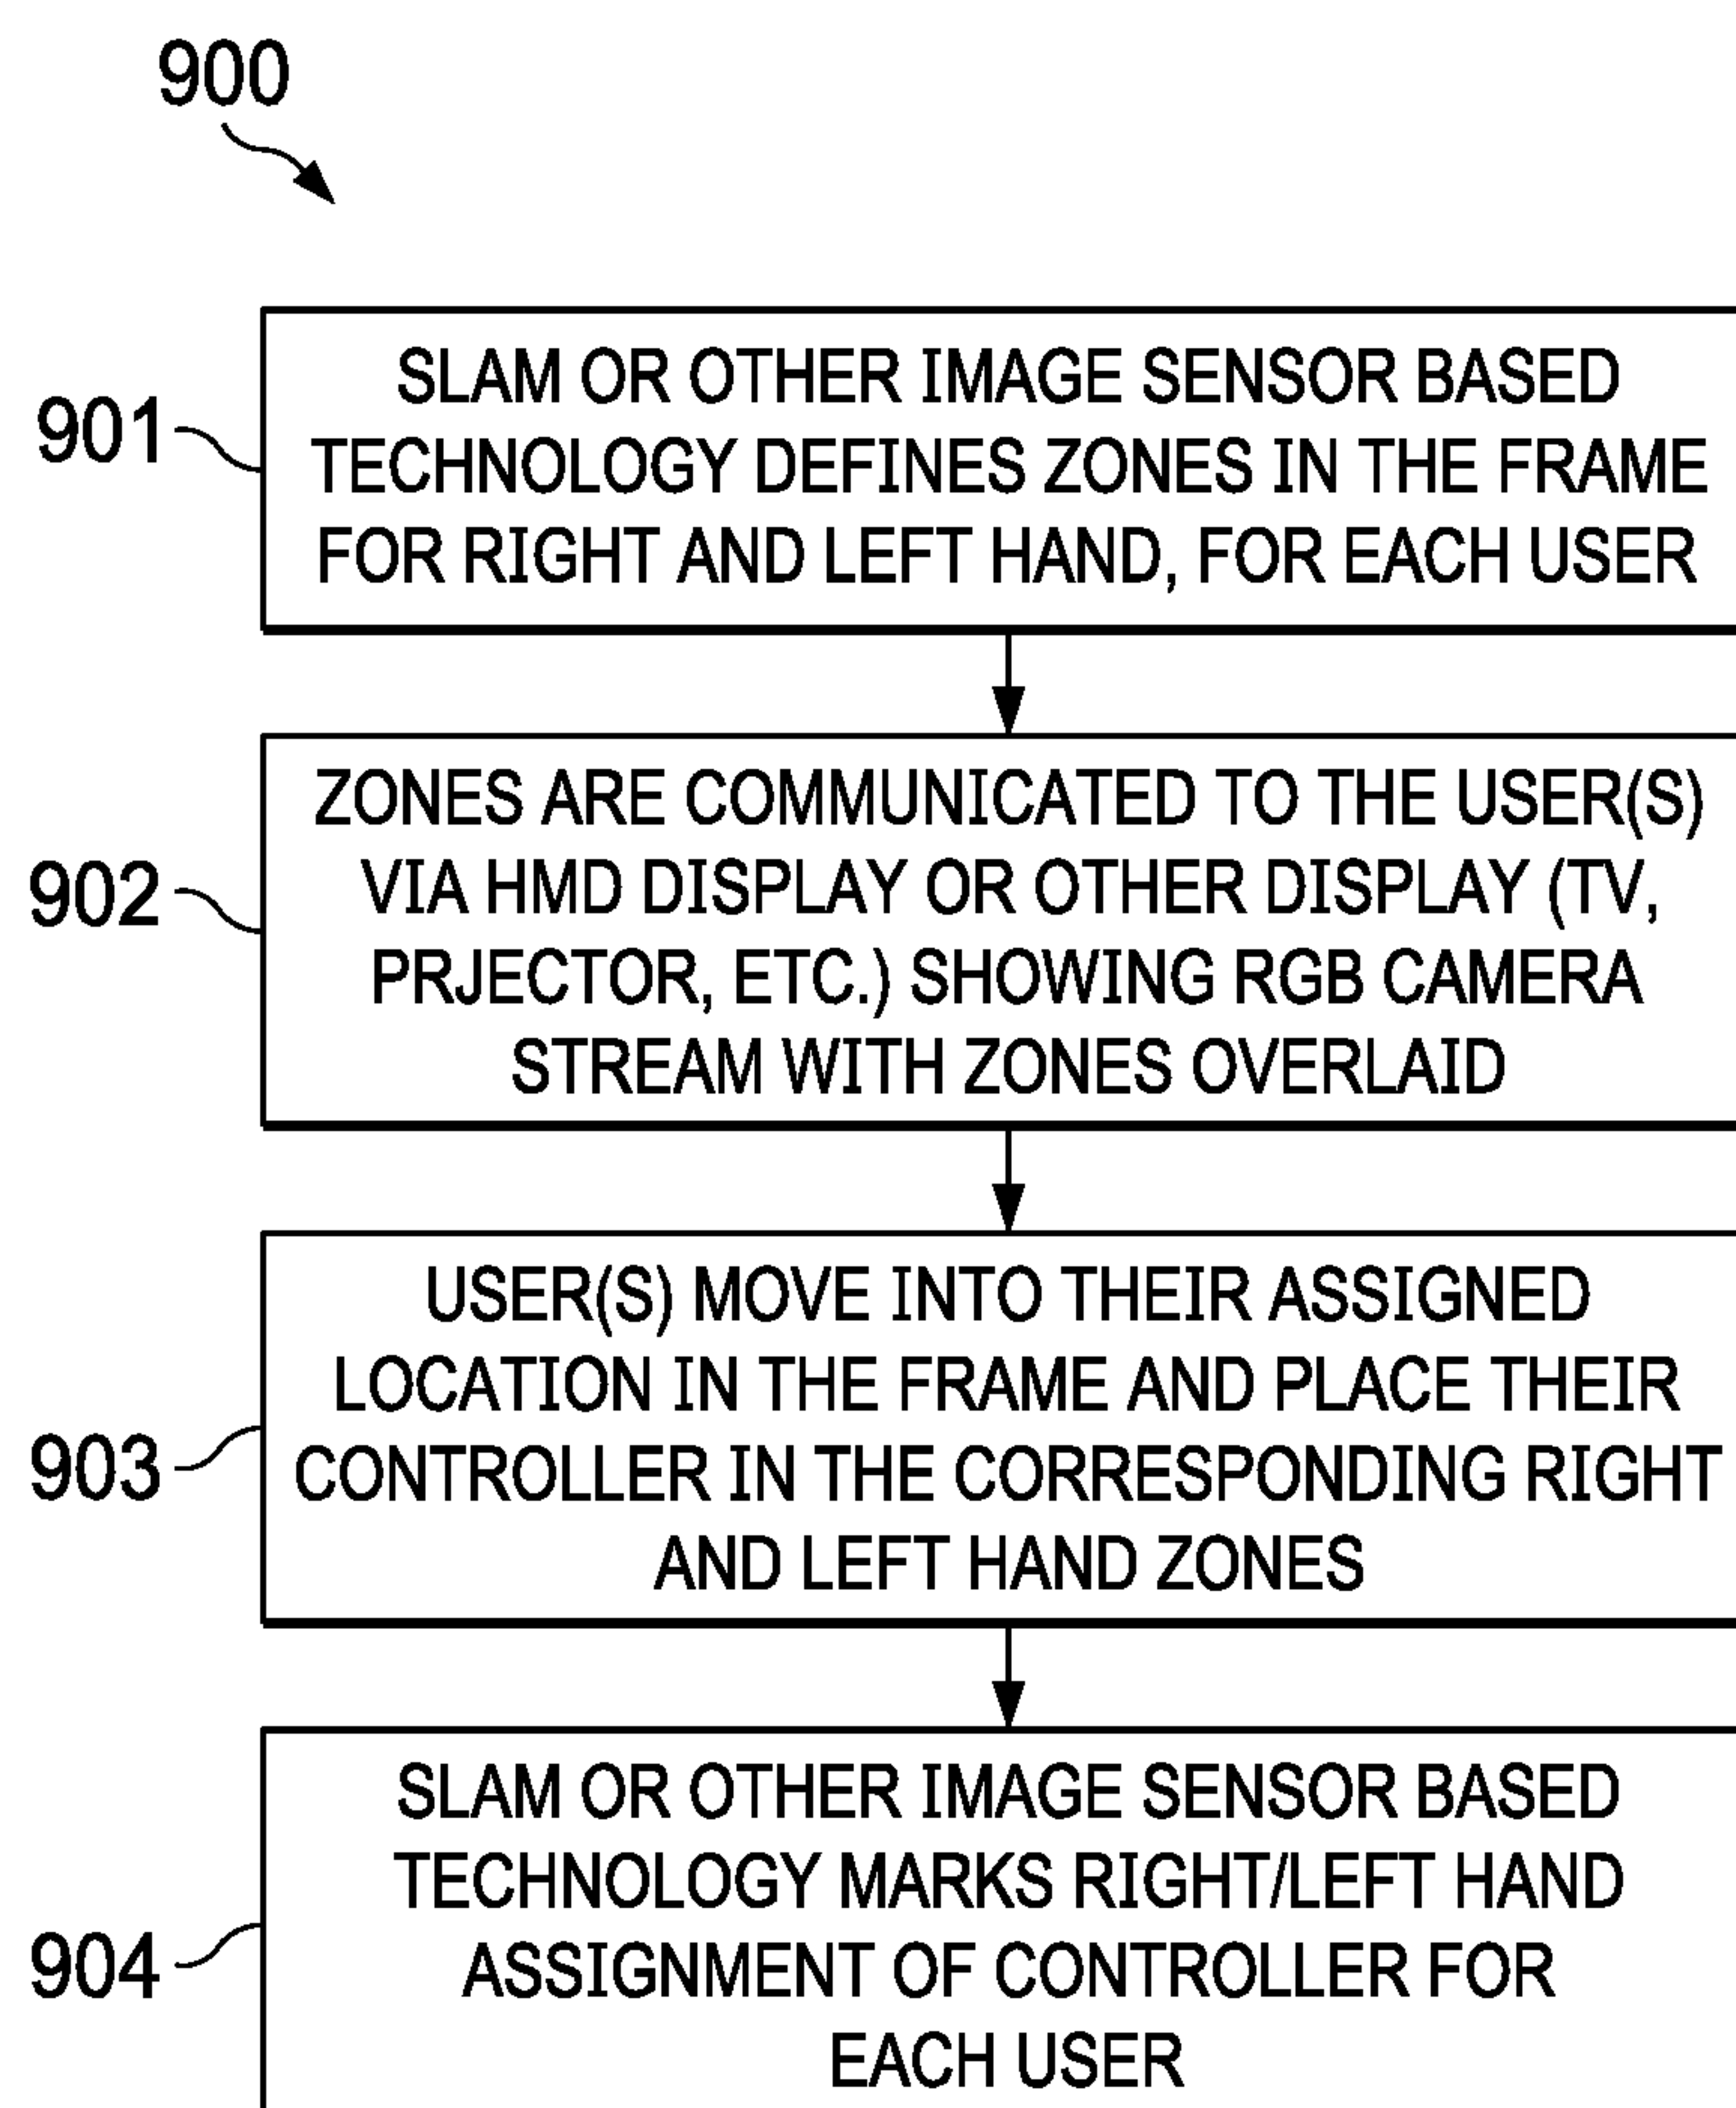 900
901
SLAM OR OTHER IMAGE SENSOR BASED
TECHNOLOGY DEFINES ZONES IN THE FRAME
FOR RIGHT AND LEFT HAND, FOR EACH USER
902
ZONES ARE COMMUNICATED TO THE USER(S)
VIA HMD DISPLAY OR OTHER DISPLAY (TV,
PRJECTOR, ETC.) SHOWING RGB CAMERA
STREAM WITH ZONES OVERLAID
903
USER(S) MOVE INTO THEIR ASSIGNED
LOCATION IN THE FRAME AND PLACE THEIR
CONTROLLER IN THE CORRESPONDING RIGHT
AND LEFT HAND ZONES
904
SLAM OR OTHER IMAGE SENSOR BASED
TECHNOLOGY MARKS RIGHT/LEFT HAND
ASSIGNMENT OF CONTROLLER FOR
EACH USER